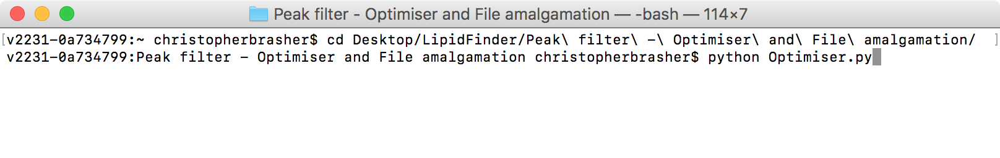 Peak filter - Optimiser and File amalgamation — -bash — 114×7
[v2231-0a734799:~ christopherbrasher$ cd Desktop/LipidFinder/Peak\ filter\ -\ Optimiser\ and\ File\ amalgamation/ ]
v2231-0a734799:Peak filter - Optimiser and File amalgamation christopherbrasher$ python Optimiser.py